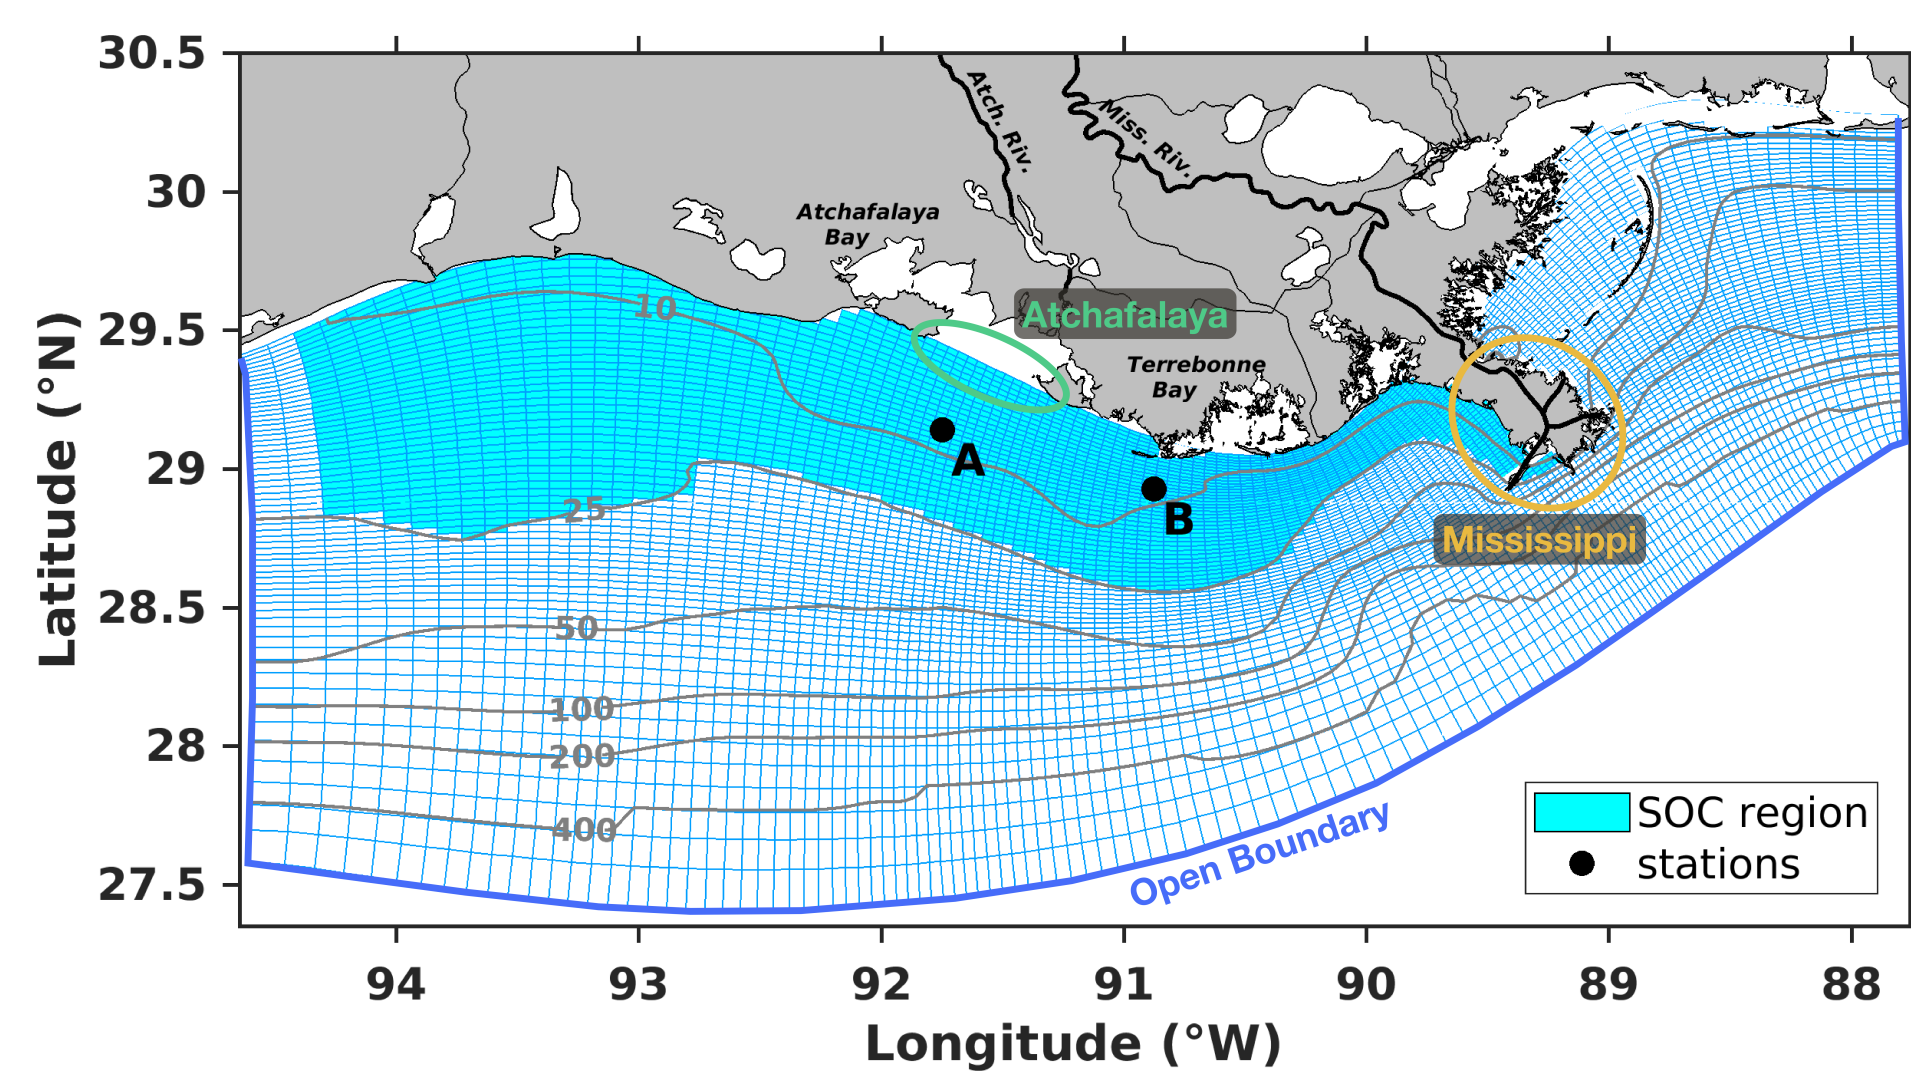 30.5
30
29.5
29
28.5
28
27.5
Latitude (°N)
94
93
92
91
90
89
88
Longitude (°W)
Atch. Riv.
Miss. Riv.
Atchafalaya
Bay
Atchafalaya
Terrebonne
Bay
Mississippi
A
B
10
25
50
100
200
400
Open Boundary
SOC region
stations